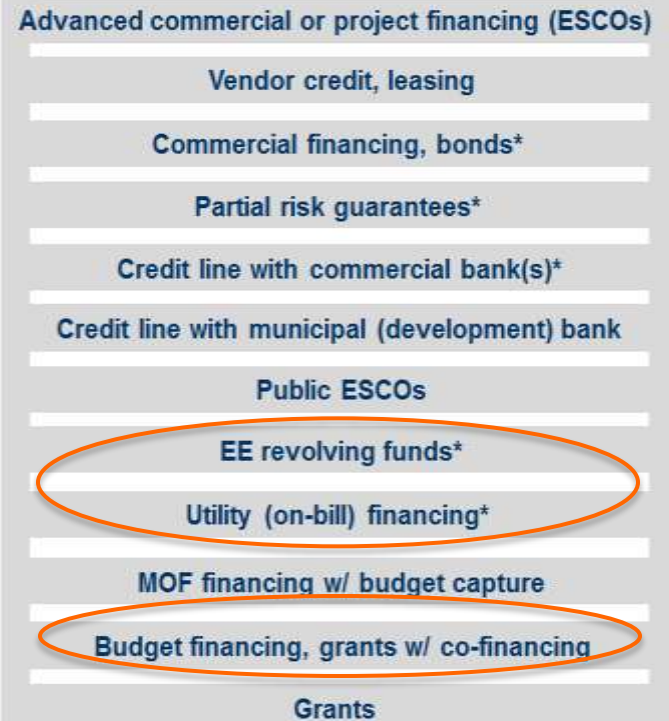 Advanced commercial or project financing (ESCOs)
Vendor credit, leasing
Commercial financing, bonds*
Partial risk guarantees*
Credit line with commercial bank(s)*
Credit line with municipal (development) bank
Public ESCOs
EE revolving funds*
Utility (on-bill) financing*
MOF financing w/ budget capture
Budget financing, grants w/ co-financing
Grants